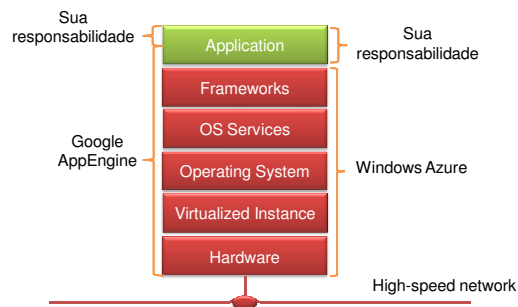 Sua
responsabilidade
Application
Sua
responsabilidade
Frameworks
OS Services
Google
AppEngine
Operating System
Windows Azure
Virtualized Instance
Hardware
High-speed network